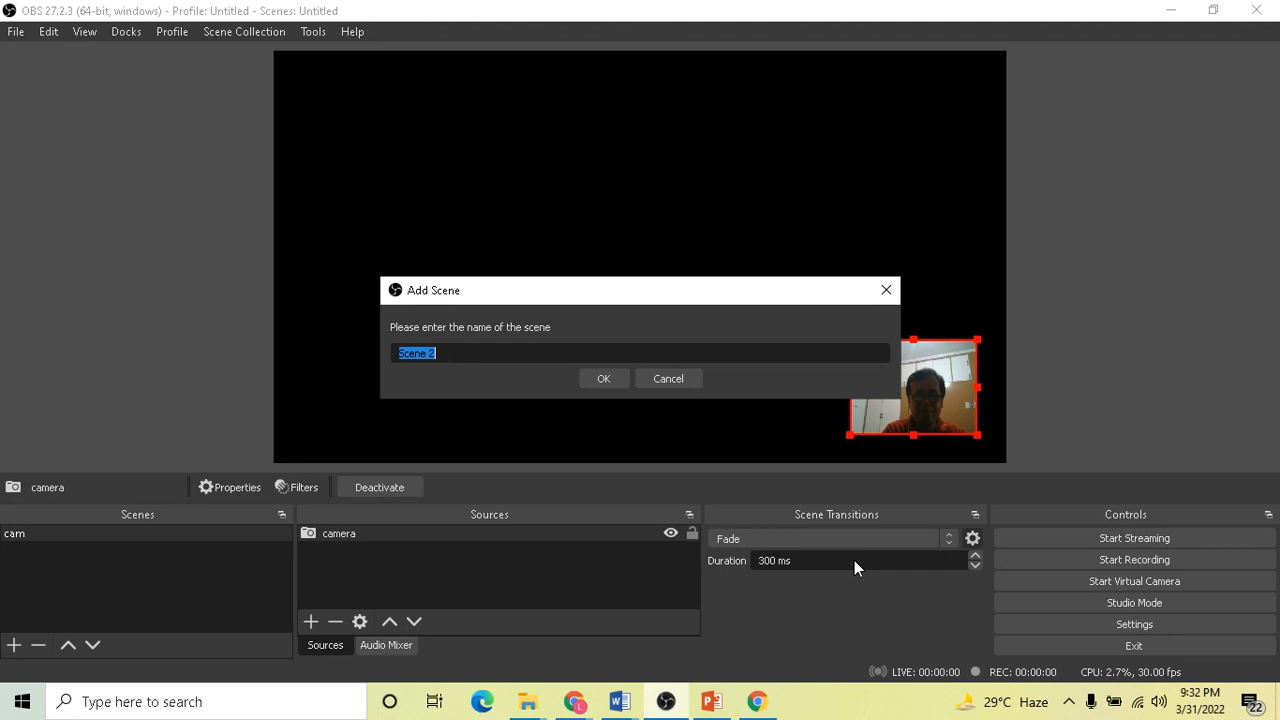 OBS 27.2.3 (64-bit, windows) - Profile: Untitled - Scenes: Untitled
File Edit View Docks Profile Scene Collection Tools Help
Add Scene
Please enter the name of the scene
Scene 2
OK Cancel
camera Properties Filters Deactivate
Scenes Sources Scene Transitions Controls
cam camera Fade Start Streaming
Duration 300 ms Start Recording
Start Virtual Camera
Studio Mode
Settings
Sources Audio Mixer Exit
LIVE: 00:00:00 REC: 00:00:00 CPU: 2.7%, 30.00 fps
Type here to search 29°C Haze 9:32 PM
3/31/2022 22